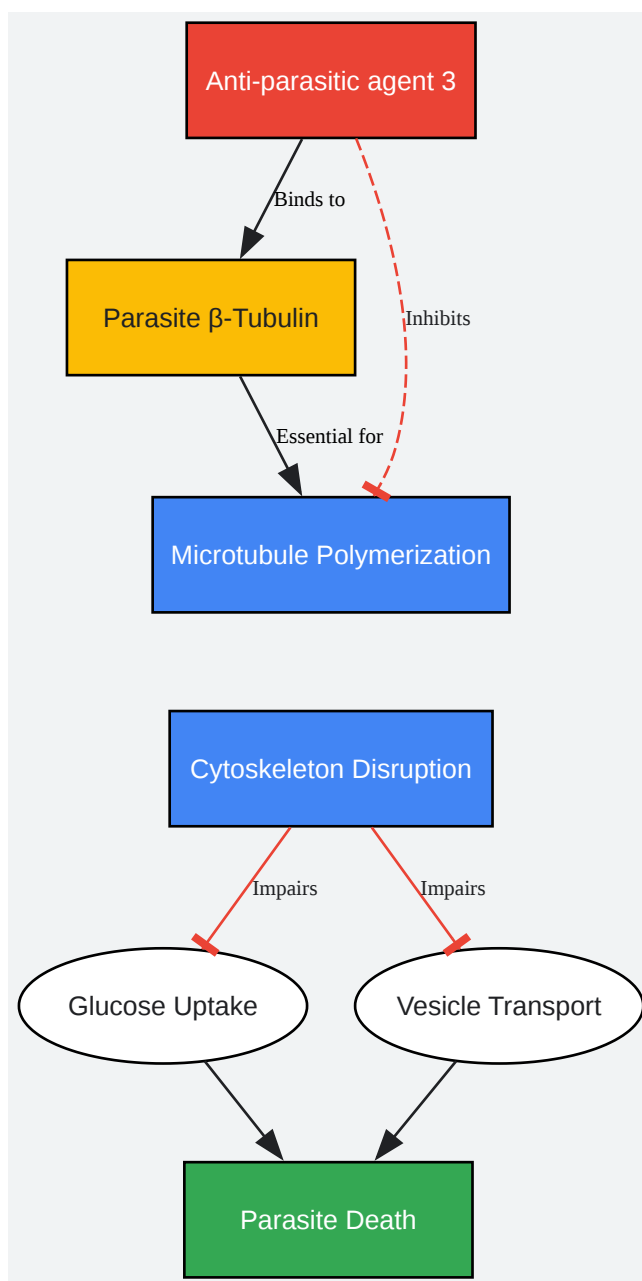 Anti-parasitic agent 3
Binds to
Parasite β-Tubulin
Inhibits
Essential for
Microtubule Polymerization
Cytoskeleton Disruption
Impairs
Impairs
Glucose Uptake
Vesicle Transport
Parasite Death